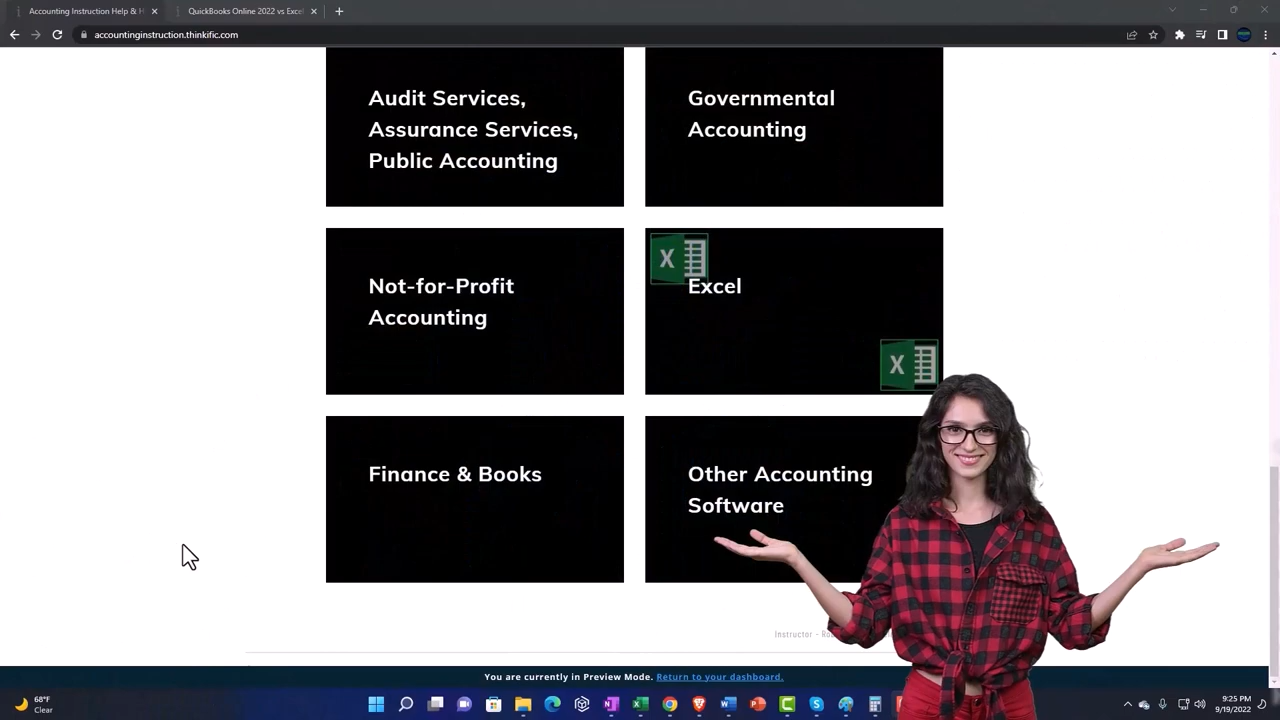 Accounting Instruction Help & H
QuickBooks Online 2022 vs Excel
accountinginstruction.thinkific.com
Audit Services,
Assurance Services,
Public Accounting
Governmental
Accounting
Not-for-Profit
Accounting
X
Excel
X
Finance & Books
Other Accounting
Software
Instructor - 
You are currently in Preview Mode. Return to your dashboard.
68°F
Clear
9:25 PM
9/19/2022